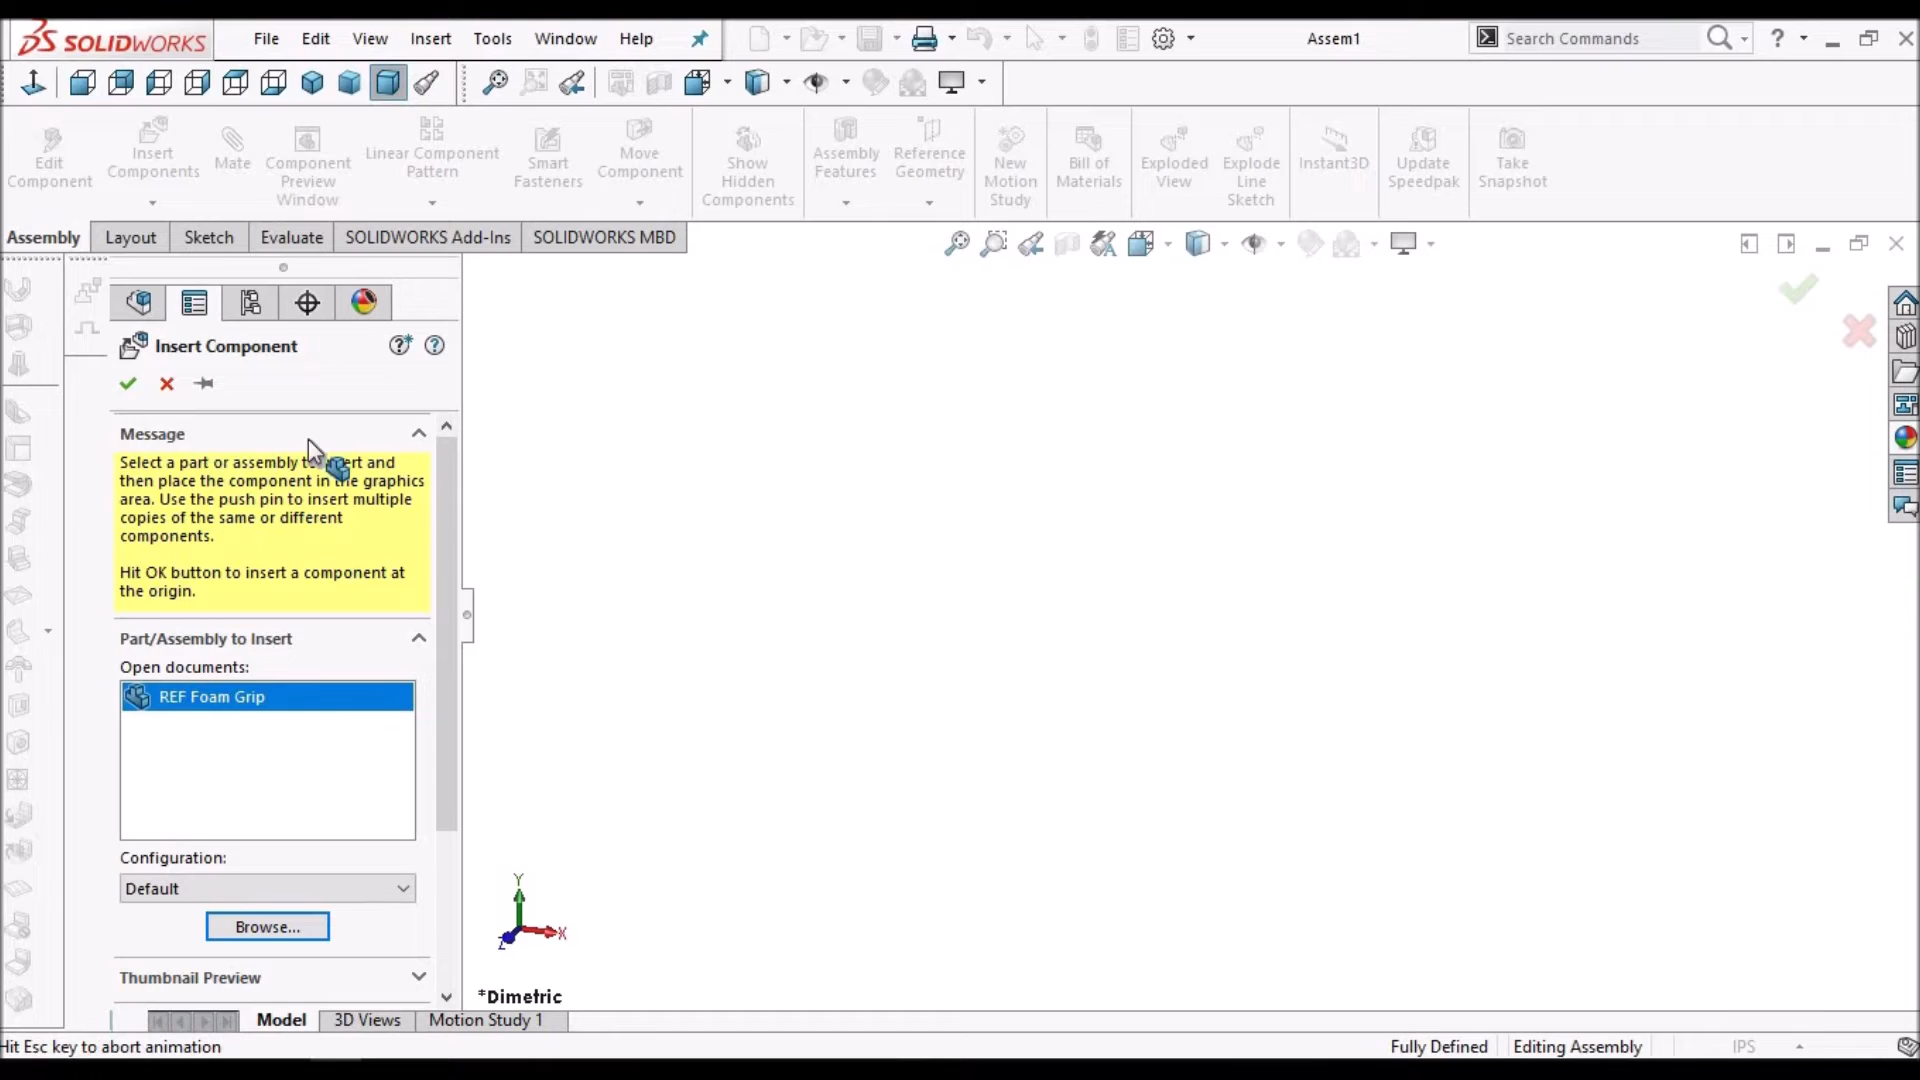 SOLIDWORKS File Edit View Insert Tools Window Help Assem1 Search Commands ?
Edit Component
Insert Components
Mate
Component Preview Window
Linear Component Pattern
Smart Fasteners
Move Component
Show Hidden Components
Assembly Features
Reference Geometry
New Motion Study
Bill of Materials
Exploded View
Explode Line Sketch
Instant3D
Update Speedpak
Take Snapshot
Assembly Layout Sketch Evaluate SOLIDWORKS Add-Ins SOLIDWORKS MBD
Insert Component
Message
Select a part or assembly to insert and
then place the component in the graphics
area. Use the push pin to insert multiple
copies of the same or different
components.
Hit OK button to insert a component at
the origin.
Part/Assembly to Insert
Open documents:
REF Foam Grip
Configuration:
Default
Browse...
Thumbnail Preview
Y
X
Z
*Dimetric
Model 3D Views Motion Study 1
Hit Esc key to abort animation Fully Defined Editing Assembly IPS